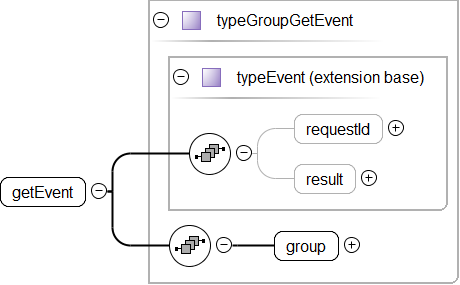 typeGroupGetEvent
typeEvent (extension base)
requestId
result
getEvent
group